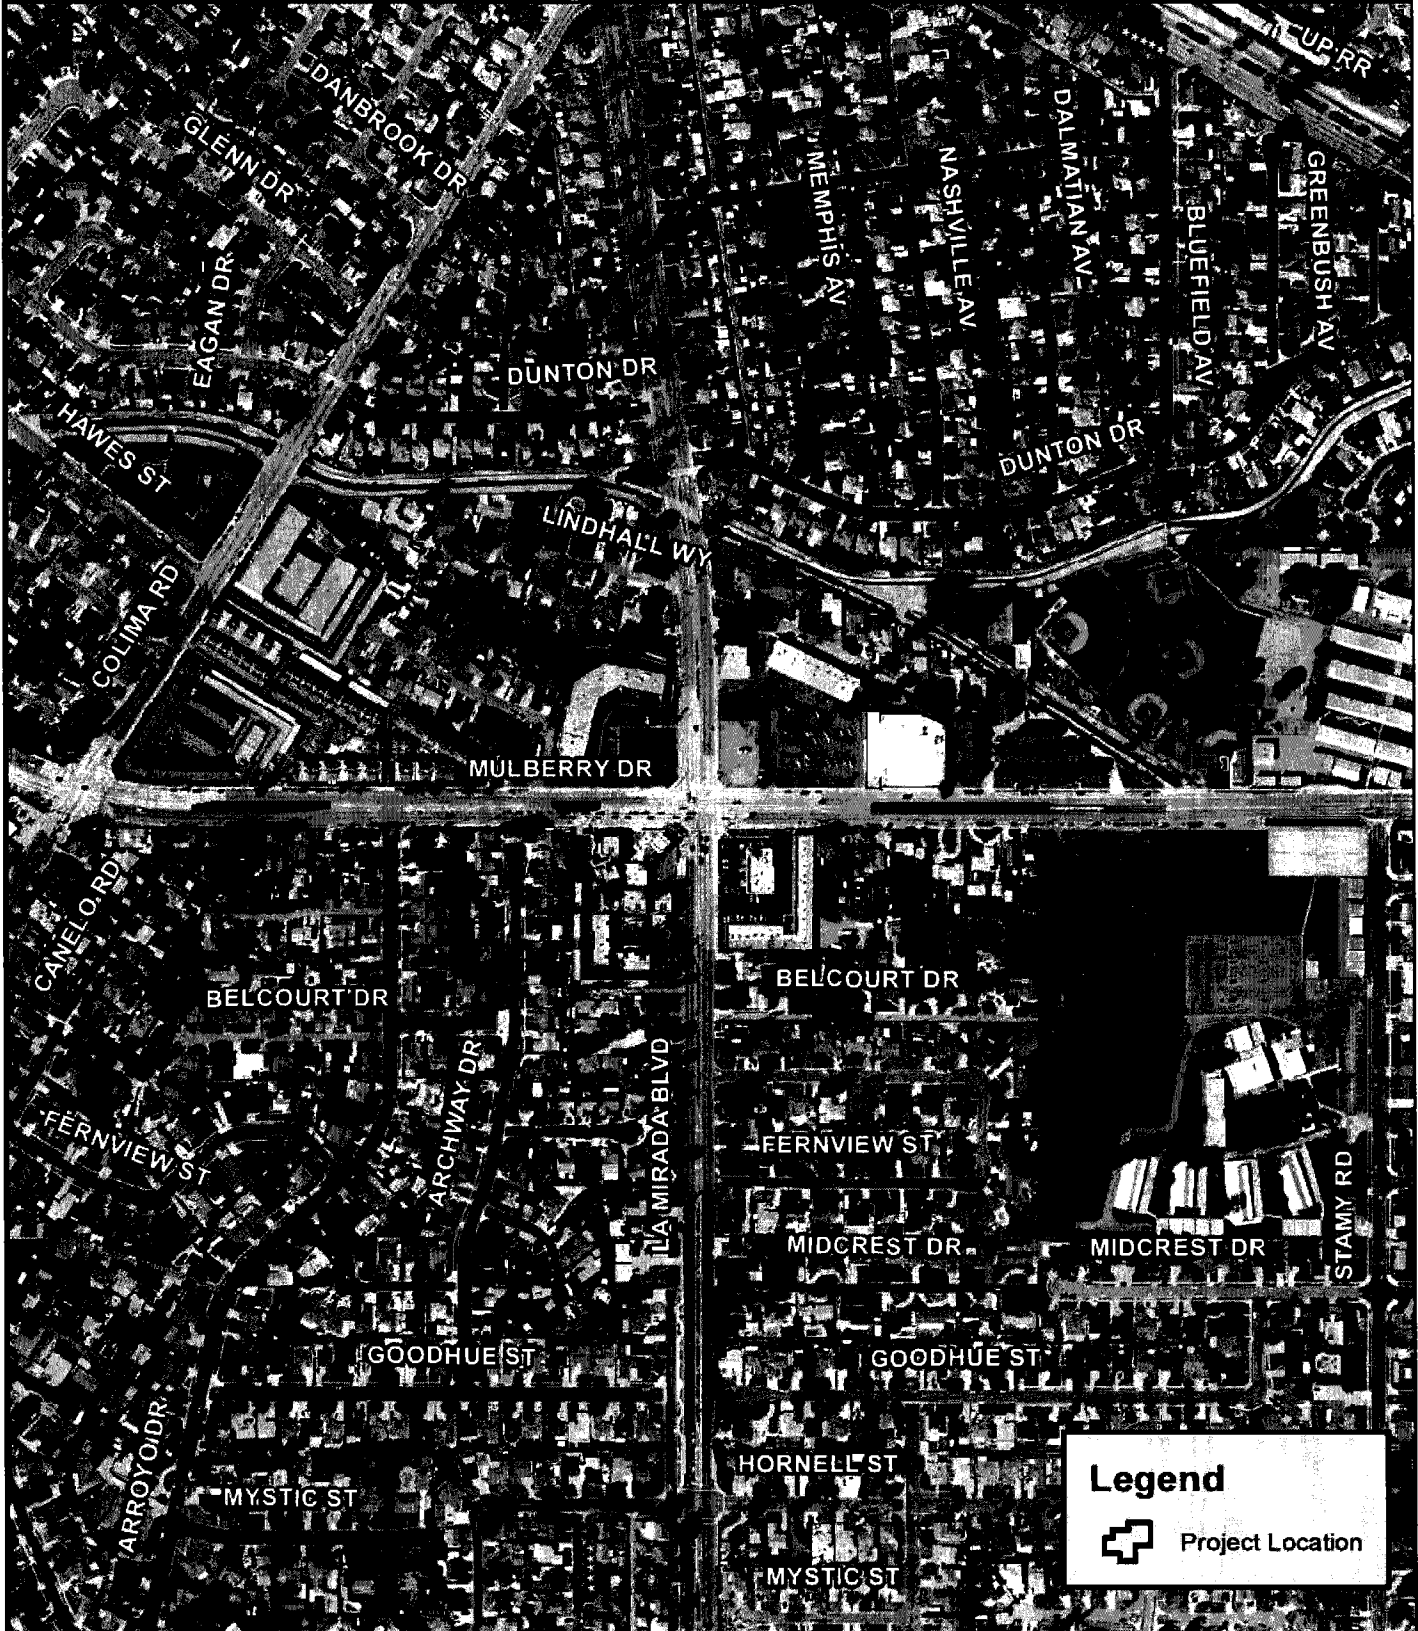 UP RR
DANBROOK DR
GLENN DR
DALMATIAN AV
MEMPHIS AV
NASHVILLE AV
GREENBUSH AV
BLUEFIELD AV
EAGAN DR
DUNTON DR
HAWES ST
DUNTON DR
LINDHALL WY
COLIMA RD
MULBERRY DR
CANELO RD
BELCOURT DR
BELCOURT DR
ARCHWAY DR
LA MIRADA BLVD
FERNVIEW ST
FERNVIEW ST
STAMY RD
MIDCREST DR
MIDCREST DR
GOODHUE ST
GOODHUE ST
ARROYO DR
HORNELL ST
MYSTIC ST
MYSTIC ST
Legend
Project Location